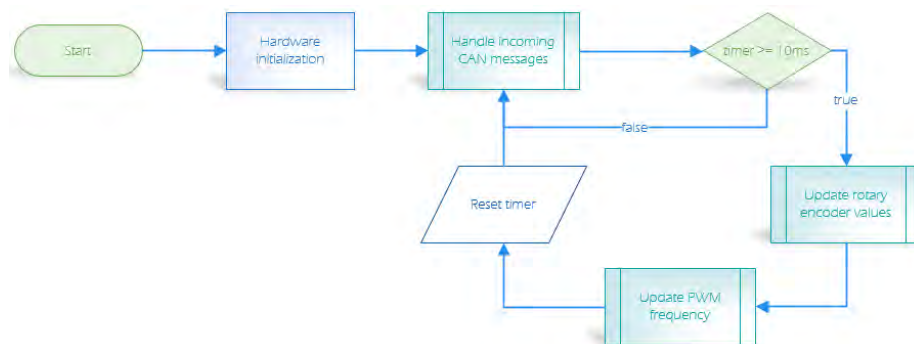 Start
Hardware
initialization
Handle incoming
CAN messages
timer >= 10ms
true
false
Reset timer
Update rotary
encoder values
Update PWM
frequency